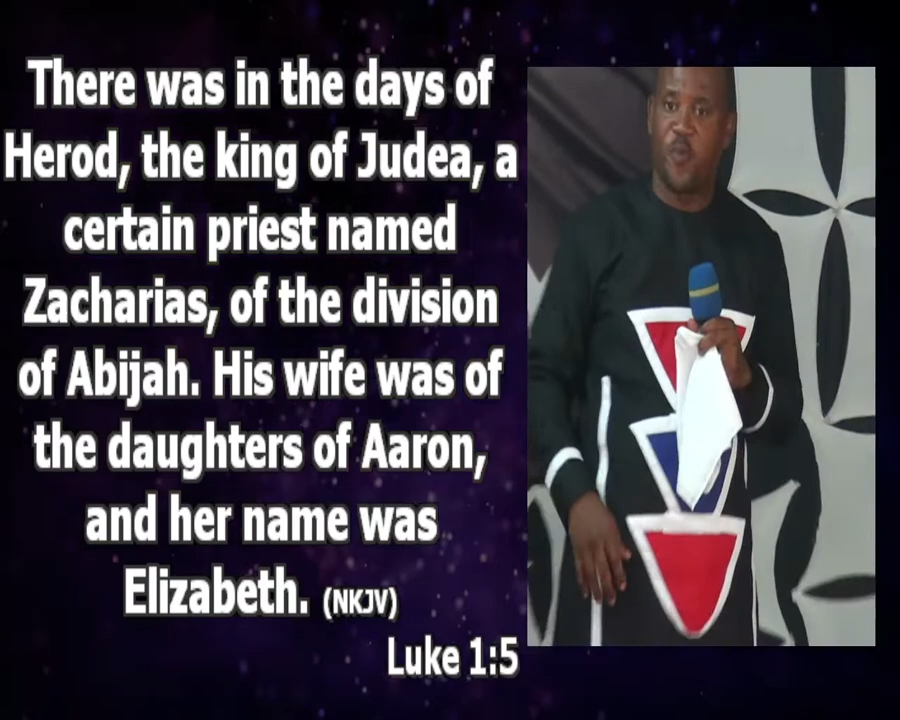 There was in the days of
Herod, the king of Judea, a
certain priest named
Zacharias, of the division
of Abijah. His wife was of
the daughters of Aaron,
and her name was
Elizabeth. (NKJV)
Luke 1:5